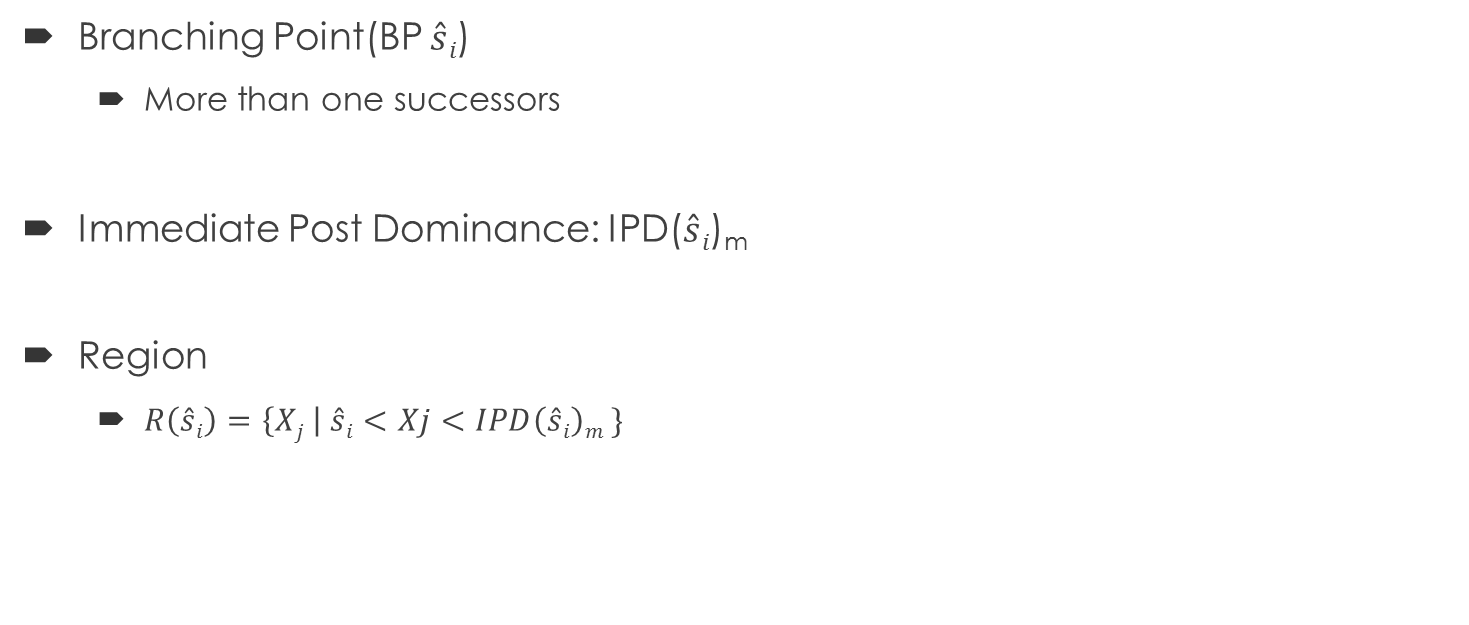 Branching Point(BP ŝᵢ)
More than one successors
Immediate Post Dominance: IPD(ŝᵢ)ₘ
Region
R(ŝᵢ) = {Xⱼ | ŝᵢ < Xj < IPD(ŝᵢ)ₘ}